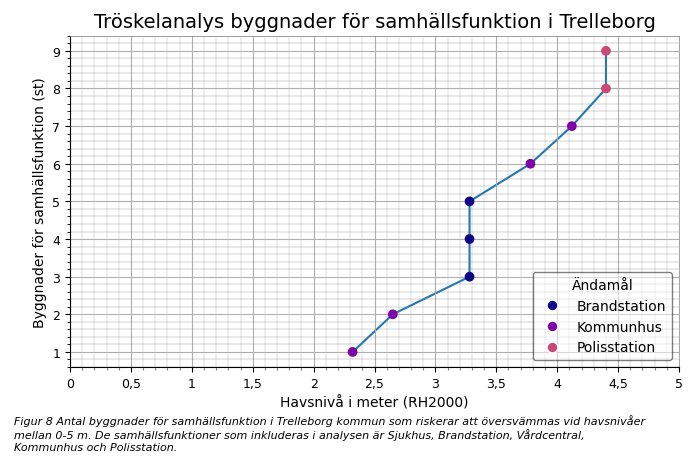 Tröskelanalys byggnader för samhällsfunktion i Trelleborg
Byggnader för samhällsfunktion (st)
9
8
7
6
5
4
3
2
1
Ändamål
Brandstation
Kommunhus
Polisstation
0 0,5 1 1,5 2 2,5 3 3,5 4 4,5 5
Havsnivå i meter (RH2000)
Figur 8 Antal byggnader för samhällsfunktion i Trelleborg kommun som riskerar att översvämmas vid havsnivåer
mellan 0-5 m. De samhällsfunktioner som inkluderas i analysen är Sjukhus, Brandstation, Vårdcentral,
Kommunhus och Polisstation.